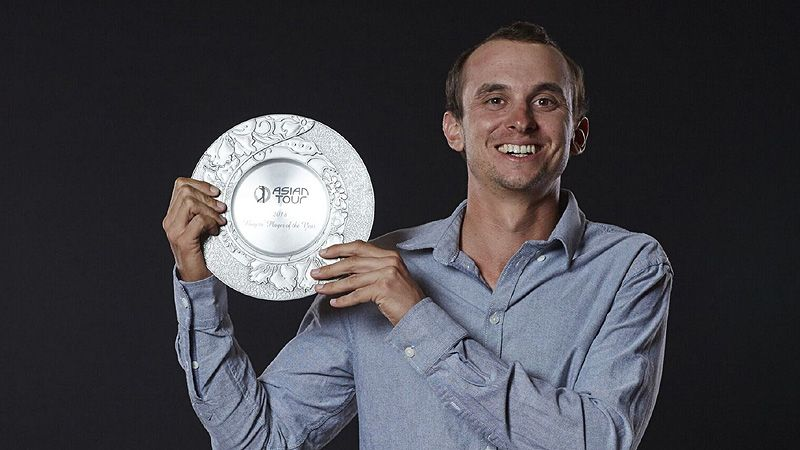 ASIAN
TOUR
2016
Players' Player of the Year